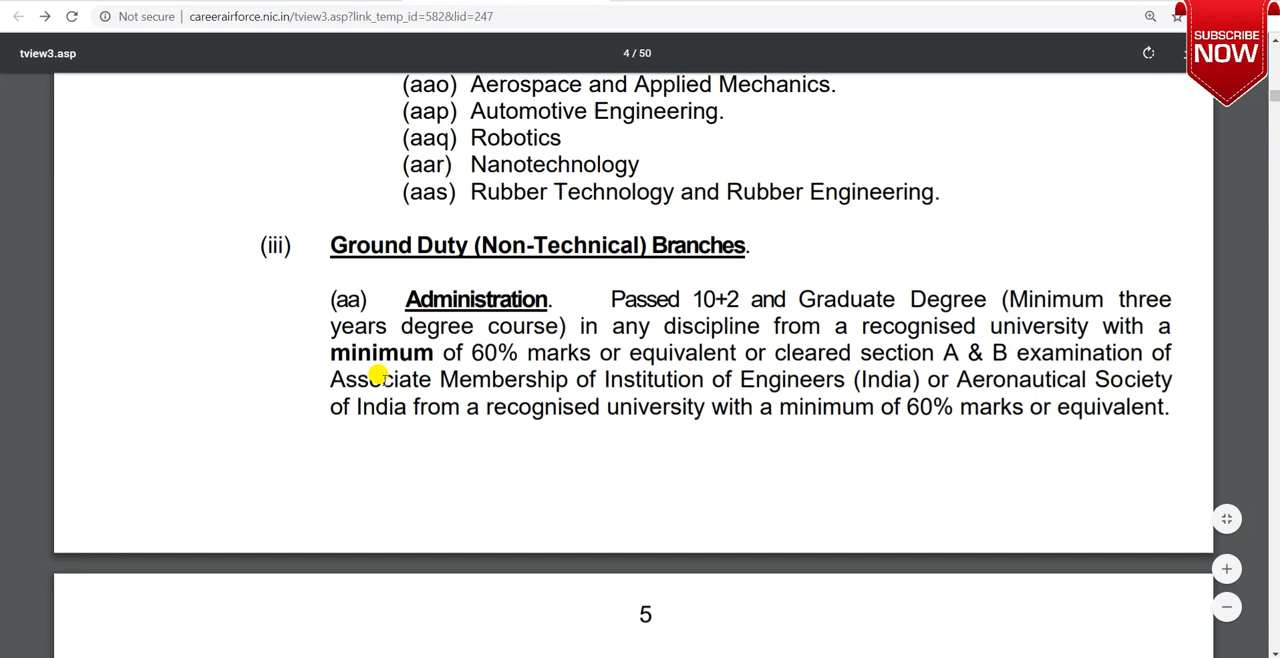 Not secure | careerairforce.nic.in/tview3.asp?link_temp_id=582&lid=247
SUBSCRIBE
NOW
tview3.asp
4 / 50
(aao) Aerospace and Applied Mechanics.
(aap) Automotive Engineering.
(aaq) Robotics
(aar) Nanotechnology
(aas) Rubber Technology and Rubber Engineering.
(iii) Ground Duty (Non-Technical) Branches.
(aa) Administration. Passed 10+2 and Graduate Degree (Minimum three
years degree course) in any discipline from a recognised university with a
minimum of 60% marks or equivalent or cleared section A & B examination of
Associate Membership of Institution of Engineers (India) or Aeronautical Society
of India from a recognised university with a minimum of 60% marks or equivalent.
5